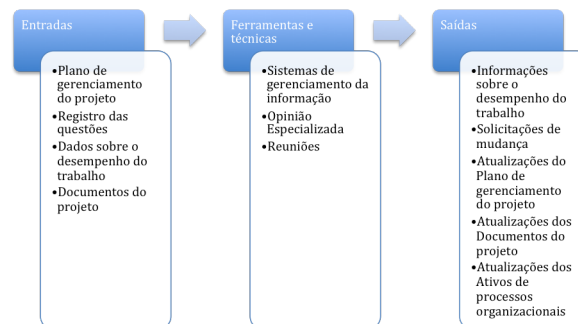 Entradas
•Plano de
gerenciamento
do projeto
•Registro das
questões
•Dados sobre o
desempenho do
trabalho
•Documentos do
projeto
Ferramentas e
técnicas
•Sistemas de
gerenciamento da
informação
•Opinião
Especializada
•Reuniões
Saídas
•Informações
sobre o
desempenho do
trabalho
•Solicitações de
mudança
•Atualizações do
Plano de
gerenciamento
do projeto
•Atualizações dos
Documentos do
projeto
•Atualizações dos
Ativos de
processos
organizacionais